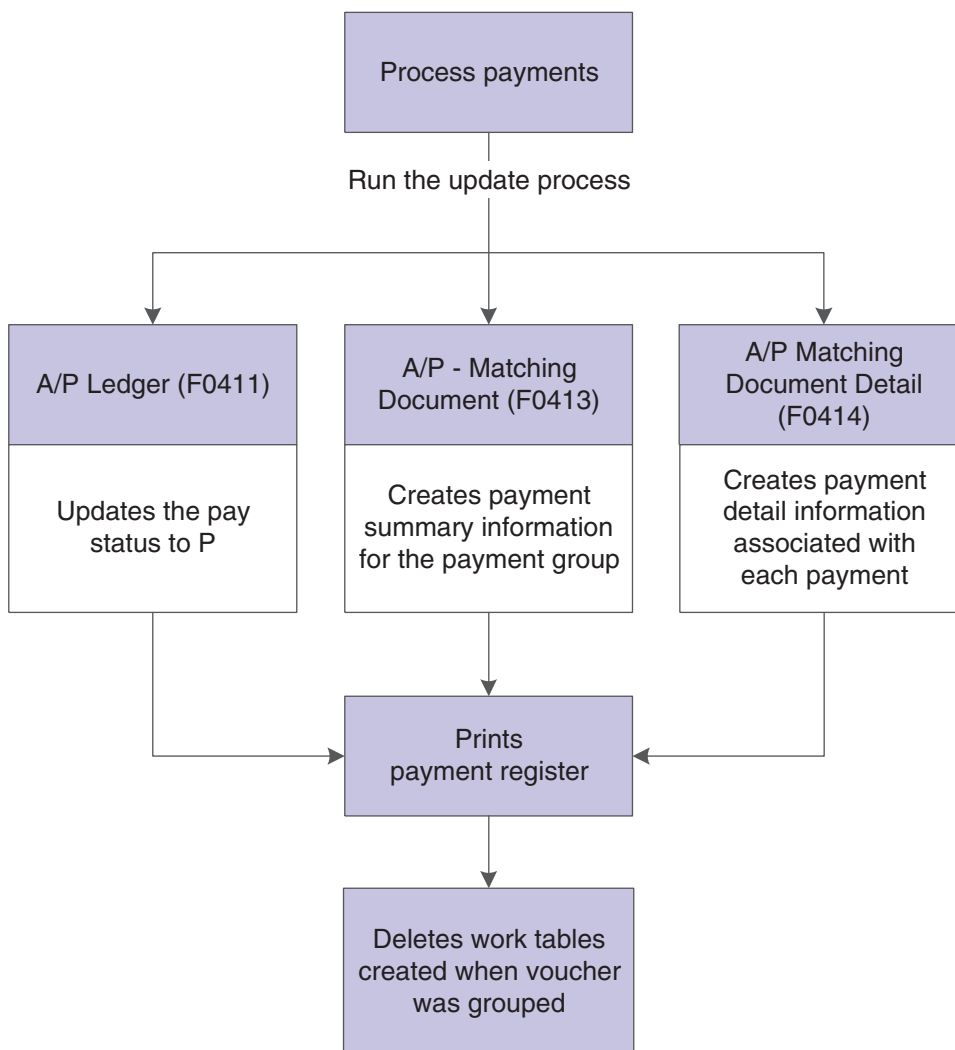 Process payments
Run the update process
A/P Ledger (F0411)
Updates the pay
status to P
A/P - Matching
Document (F0413)
Creates payment
summary information
for the payment group
A/P Matching
Document Detail
(F0414)
Creates payment
detail information
associated with
each payment
Prints
payment register
Deletes work tables
created when voucher
was grouped